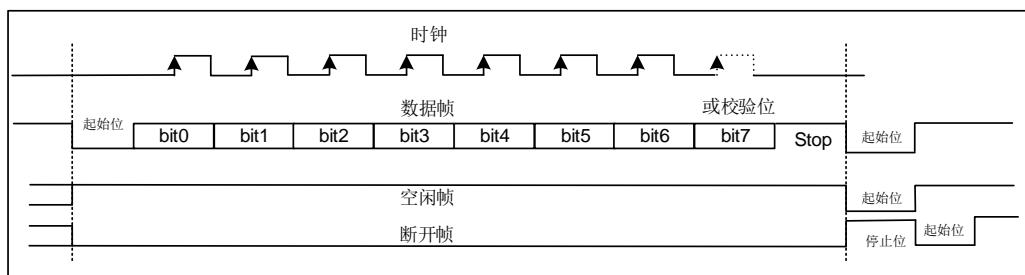 时钟
数据帧
或校验位
起始位 bit0 bit1 bit2 bit3 bit4 bit5 bit6 bit7 Stop 起始位
空闲帧
起始位
断开帧
停止位 起始位